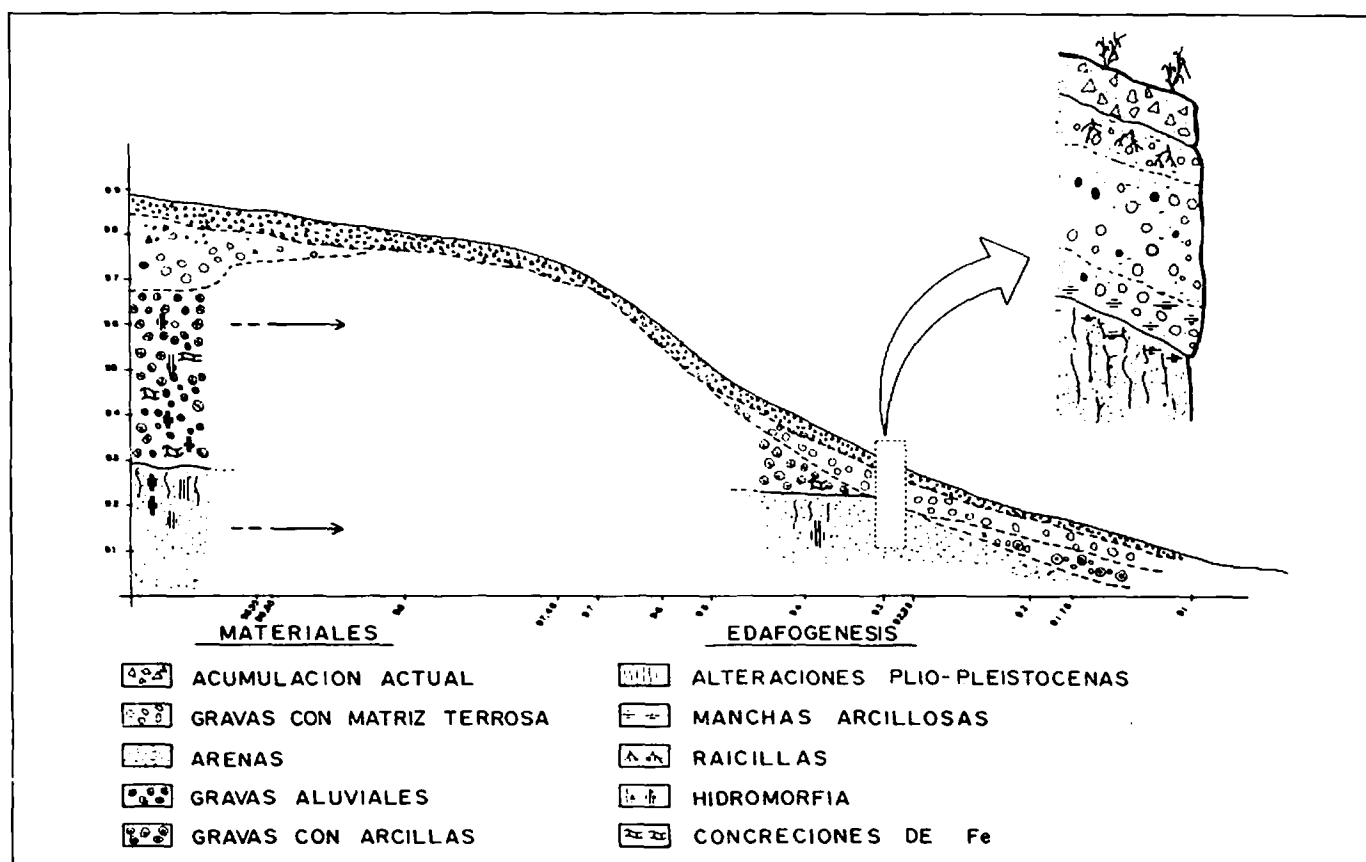 MATERIALES
ACUMULACION ACTUAL
GRAVAS CON MATRIZ TERROSA
ARENAS
GRAVAS ALUVIALES
GRAVAS CON ARCILLAS
EDAFOGENESIS
ALTERACIONES PLIO-PLEISTOCENAS
MANCHAS ARCILLOSAS
RAICILLAS
HIDROMORFIA
CONCRECIONES DE Fe